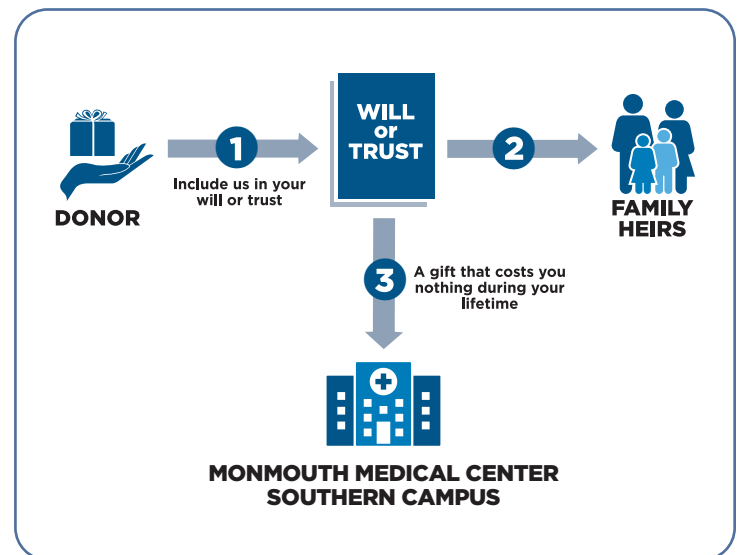 WILL
or
TRUST
1
2
Include us in your
will or trust
DONOR
FAMILY
HEIRS
3
A gift that costs you
nothing during your
lifetime
MONMOUTH MEDICAL CENTER
SOUTHERN CAMPUS